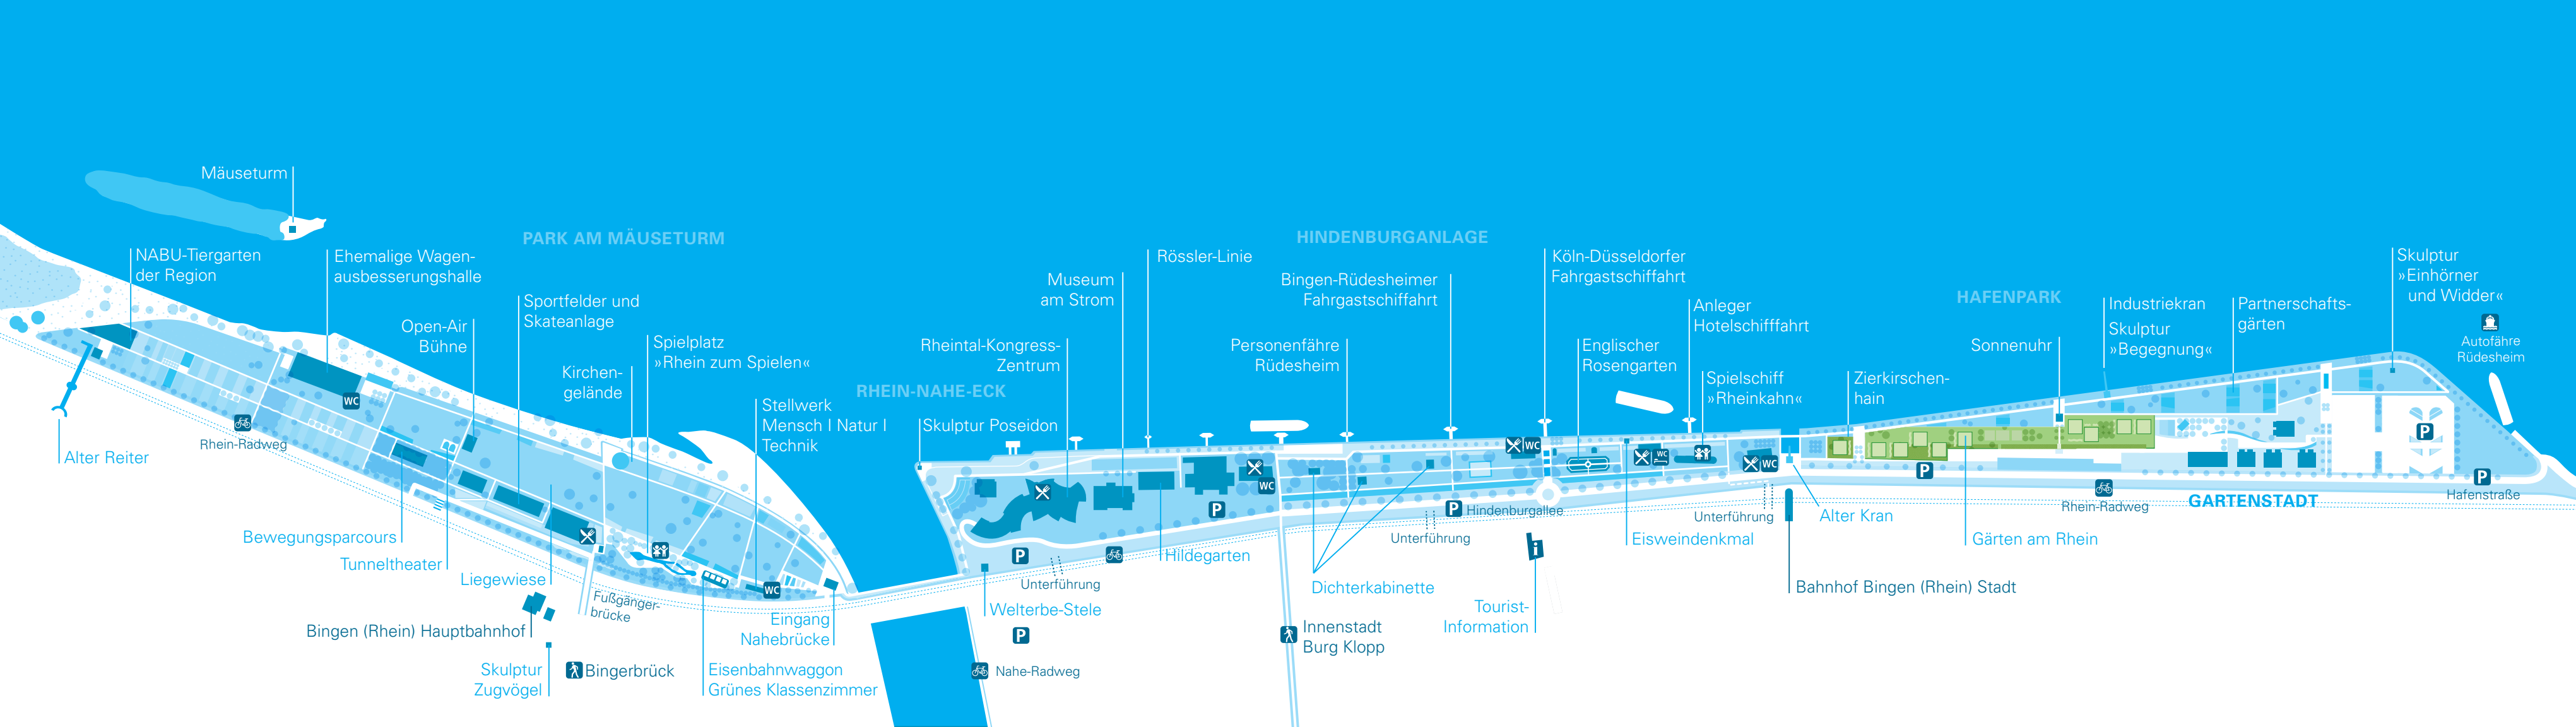 Mäuseturm
PARK AM MÄUSETURM
NABU-Tiergarten
der Region
Ehemalige Wagen-
ausbesserungshalle
Sportfelder und
Skateanlage
Open-Air
Bühne
Spielplatz
»Rhein zum Spielen«
Kirchen-
gelände
Stellwerk
Mensch I Natur I
Technik
WC
Rhein-Radweg
Alter Reiter
Bewegungsparcours
Tunneltheater
Liegewiese
Fußgänger-
brücke
WC
Eingang
Nahebrücke
Bingen (Rhein) Hauptbahnhof
Skulptur
Zugvögel
Bingerbrück
Eisenbahnwaggon
Grünes Klassenzimmer
RHEIN-NAHE-ECK
Skulptur Poseidon
Rheintal-Kongress-
Zentrum
Museum
am Strom
Rössler-Linie
WC
P
P
Unterführung
Hildegarten
Welterbe-Stele
P
Nahe-Radweg
HINDENBURGANLAGE
Bingen-Rüdesheimer
Fahrgastschiffahrt
Personenfähre
Rüdesheim
Köln-Düsseldorfer
Fahrgastschiffahrt
Anleger
Hotelschifffahrt
Englischer
Rosengarten
Spielschiff
»Rheinkahn«
WC
WC
WC
P
Hindenburgallee
Unterführung
Unterführung
Dichterkabinette
i
Tourist-
Information
Innenstadt
Burg Klopp
Eisweindenkmal
Alter Kran
Bahnhof Bingen (Rhein) Stadt
HAFENPARK
Zierkirschen-
hain
Sonnenuhr
Industriekran
Skulptur
»Begegnung«
Partnerschafts-
gärten
Skulptur
»Einhörner
und Widder«
Autofähre
Rüdesheim
P
P
P
Hafenstraße
Rhein-Radweg
GARTENSTADT
Gärten am Rhein